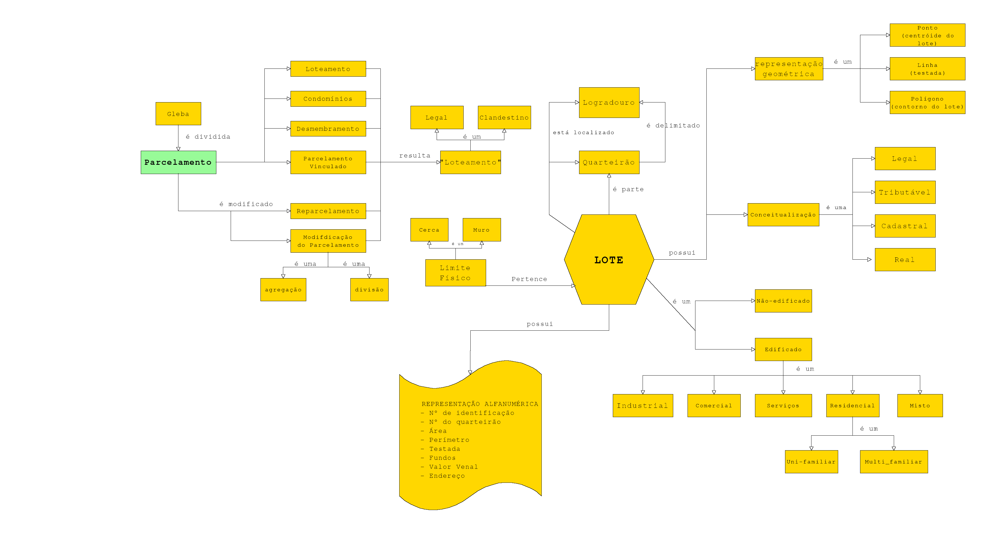 Ponto
(centróide do
lote)
representação
geométrica
é um
Linha
(testada)
Polígono
(contorno do lote)
Loteamento
Condomínios
Desmembramento
Parcelamento
Vinculado
Gleba
é dividida
Parcelamento
resulta
Legal
Clandestino
é um
"Loteamento"
é modificado
Reparcelamento
Modifdicação
do Parcelamento
é uma
é uma
agregação
divisão
Logradouro
é delimitado
está localizado
Quarteirão
é parte
Cerca
Muro
é um
Limite
Físico
Pertence
LOTE
possui
Conceitualização
é uma
Legal
Tributável
Cadastral
Real
é um
Não-edificado
Edificado
é um
Industrial
Comercial
Serviços
Residencial
Misto
é um
Uni-familiar
Multi_familiar
possui
REPRESENTAÇÃO ALFANUMÉRICA
- Nº de identificação
- Nº do quarteirão
- Área
- Perímetro
- Testada
- Fundos
- Valor Venal
- Endereço